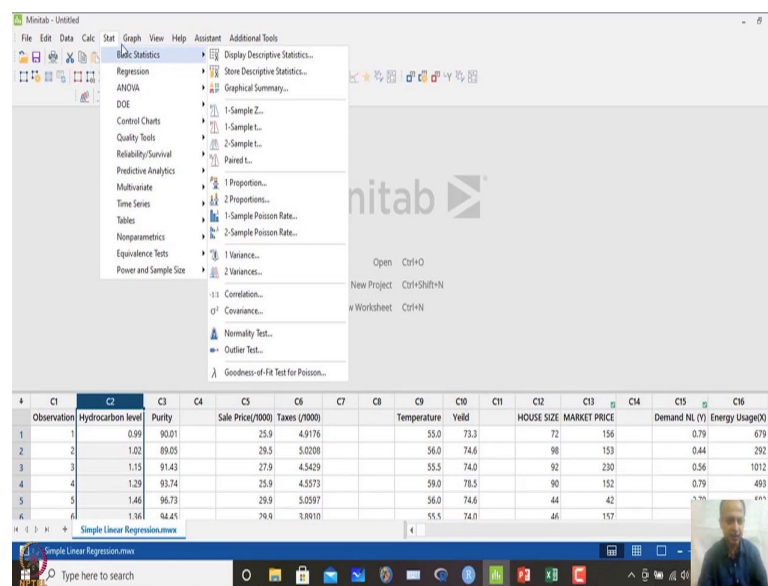 Minitab - Untitled
File Edit Data Calc Stat Graph View Help Assistant Additional Tools
Basic Statistics
Regression
ANOVA
DOE
Control Charts
Quality Tools
Reliability/Survival
Predictive Analytics
Multivariate
Time Series
Tables
Nonparametrics
Equivalence Tests
Power and Sample Size
Display Descriptive Statistics...
Store Descriptive Statistics...
Graphical Summary...
1-Sample Z...
1-Sample t...
2-Sample t...
Paired t...
1 Proportion...
2 Proportions...
1-Sample Poisson Rate...
2-Sample Poisson Rate...
1 Variance...
2 Variances...
Correlation...
Covariance...
Normality Test...
Outlier Test...
Goodness-of-Fit Test for Poisson...
nitab
Open Ctrl+O
New Project Ctrl+Shift+N
w Worksheet Ctrl+N
C1 C2 C3 C4 C5 C6 C7 C8 C9 C10 C11 C12 C13 C14 C15 C16
Observation Hydrocarbon level Purity Sale Price(/1000) Taxes (/1000) Temperature Yeild HOUSE SIZE MARKET PRICE Demand NL (Y) Energy Usage(X)
1 1 0.99 90.01 25.9 4.9176 55.0 73.3 72 156 0.79 679
2 2 1.02 89.05 29.5 5.0208 56.0 74.6 98 153 0.44 292
3 3 1.15 91.43 27.9 4.5429 55.5 74.0 92 230 0.56 1012
4 4 1.29 93.74 25.9 4.5573 59.0 78.5 90 152 0.79 493
5 5 1.46 96.73 29.9 5.0597 56.0 74.6 44 42
6 6 1.36 94.45 29.9 3.8910 55.5 74.0 46 157
Simple Linear Regression.mwx
Simple Linear Regression.mwx
Type here to search
NPTEL